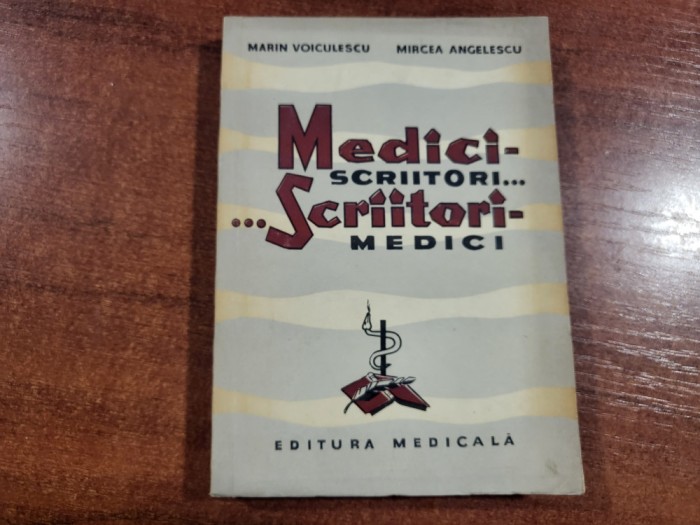 MARIN VOICULESCU MIRCEA ANGELESCU
Medici-
SCRIITORI...
...Scriitori-
MEDICI
EDITURA MEDICALĂ